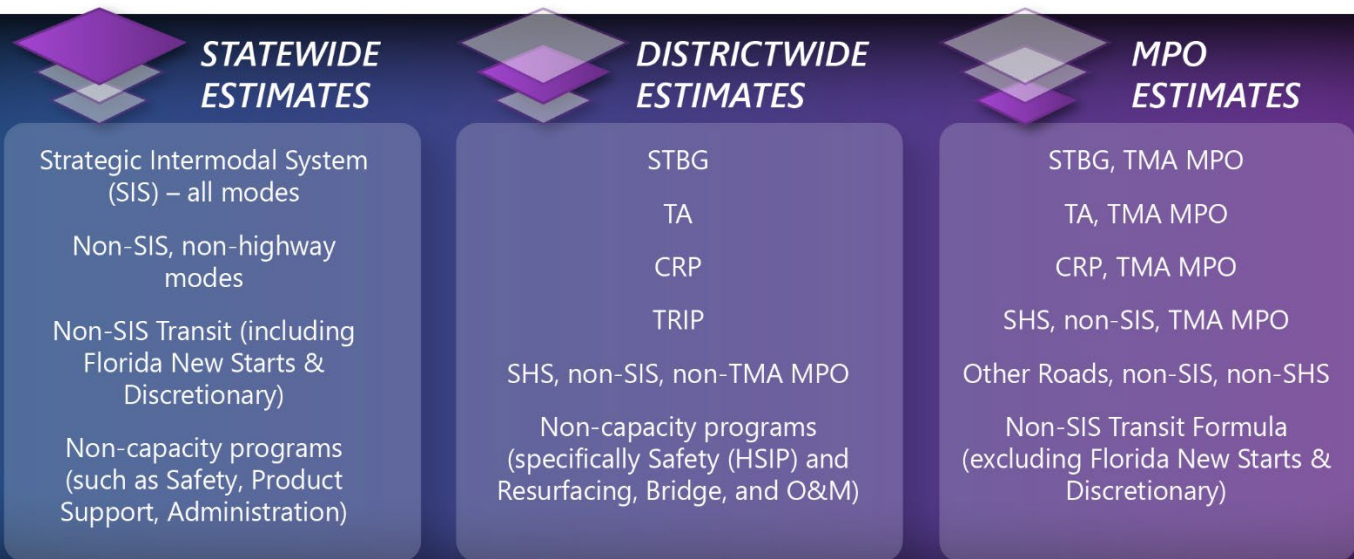 STATEWIDE
ESTIMATES
Strategic Intermodal System
(SIS) – all modes
Non-SIS, non-highway
modes
Non-SIS Transit (including
Florida New Starts &
Discretionary)
Non-capacity programs
(such as Safety, Product
Support, Administration)
DISTRICTWIDE
ESTIMATES
STBG
TA
CRP
TRIP
SHS, non-SIS, non-TMA MPO
Non-capacity programs
(specifically Safety (HSIP) and
Resurfacing, Bridge, and O&M)
MPO
ESTIMATES
STBG, TMA MPO
TA, TMA MPO
CRP, TMA MPO
SHS, non-SIS, TMA MPO
Other Roads, non-SIS, non-SHS
Non-SIS Transit Formula
(excluding Florida New Starts &
Discretionary)